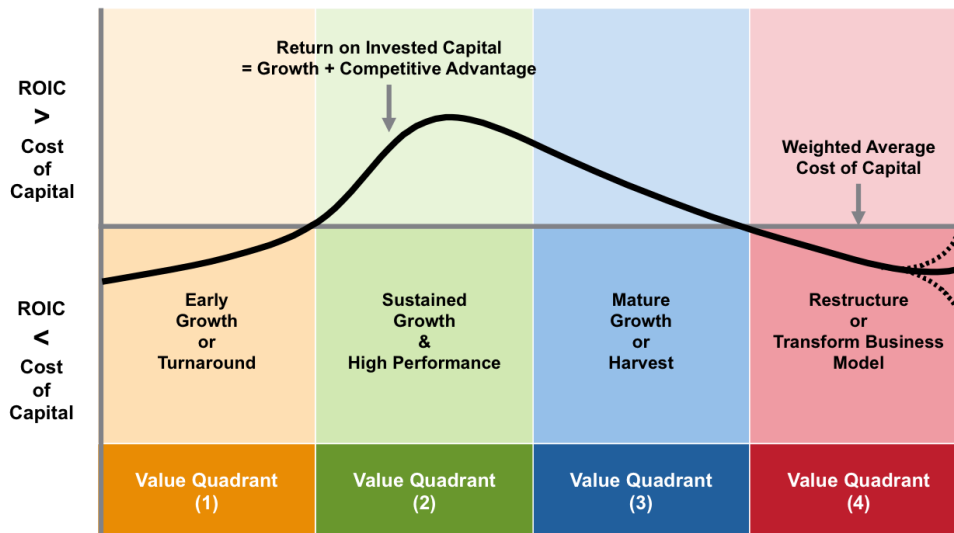 ROIC
>
Cost
of
Capital
ROIC
<
Cost
of
Capital
Return on Invested Capital
= Growth + Competitive Advantage
Weighted Average
Cost of Capital
Early
Growth
or
Turnaround
Sustained
Growth
&
High Performance
Mature
Growth
or
Harvest
Restructure
or
Transform Business
Model
Value Quadrant
(1)
Value Quadrant
(2)
Value Quadrant
(3)
Value Quadrant
(4)